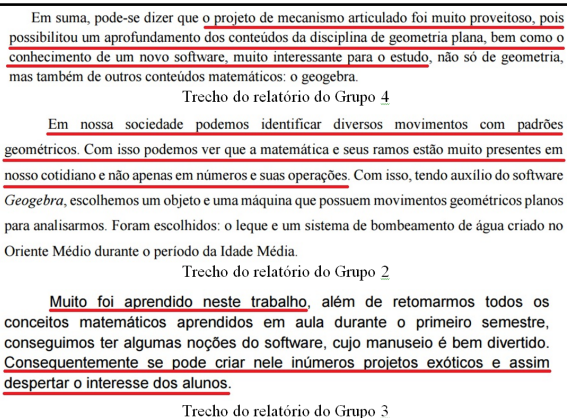 Em suma, pode-se dizer que o projeto de mecanismo articulado foi muito proveitoso, pois
possibilitou um aprofundamento dos conteúdos da disciplina de geometria plana, bem como o
conhecimento de um novo software, muito interessante para o estudo, não só de geometria,
mas também de outros conteúdos matemáticos: o geogebra.
Trecho do relatório do Grupo 4
Em nossa sociedade podemos identificar diversos movimentos com padrões
geométricos. Com isso podemos ver que a matemática e seus ramos estão muito presentes em
nosso cotidiano e não apenas em números e suas operações. Com isso, tendo auxílio do software
Geogebra, escolhemos um objeto e uma máquina que possuem movimentos geométricos planos
para analisarmos. Foram escolhidos: o leque e um sistema de bombeamento de água criado no
Oriente Médio durante o período da Idade Média.
Trecho do relatório do Grupo 2
Muito foi aprendido neste trabalho, além de retomarmos todos os
conceitos matemáticos aprendidos em aula durante o primeiro semestre,
conseguimos ter algumas noções do software, cujo manuseio é bem divertido.
Consequentemente se pode criar nele inúmeros projetos exóticos e assim
despertar o interesse dos alunos.
Trecho do relatório do Grupo 3